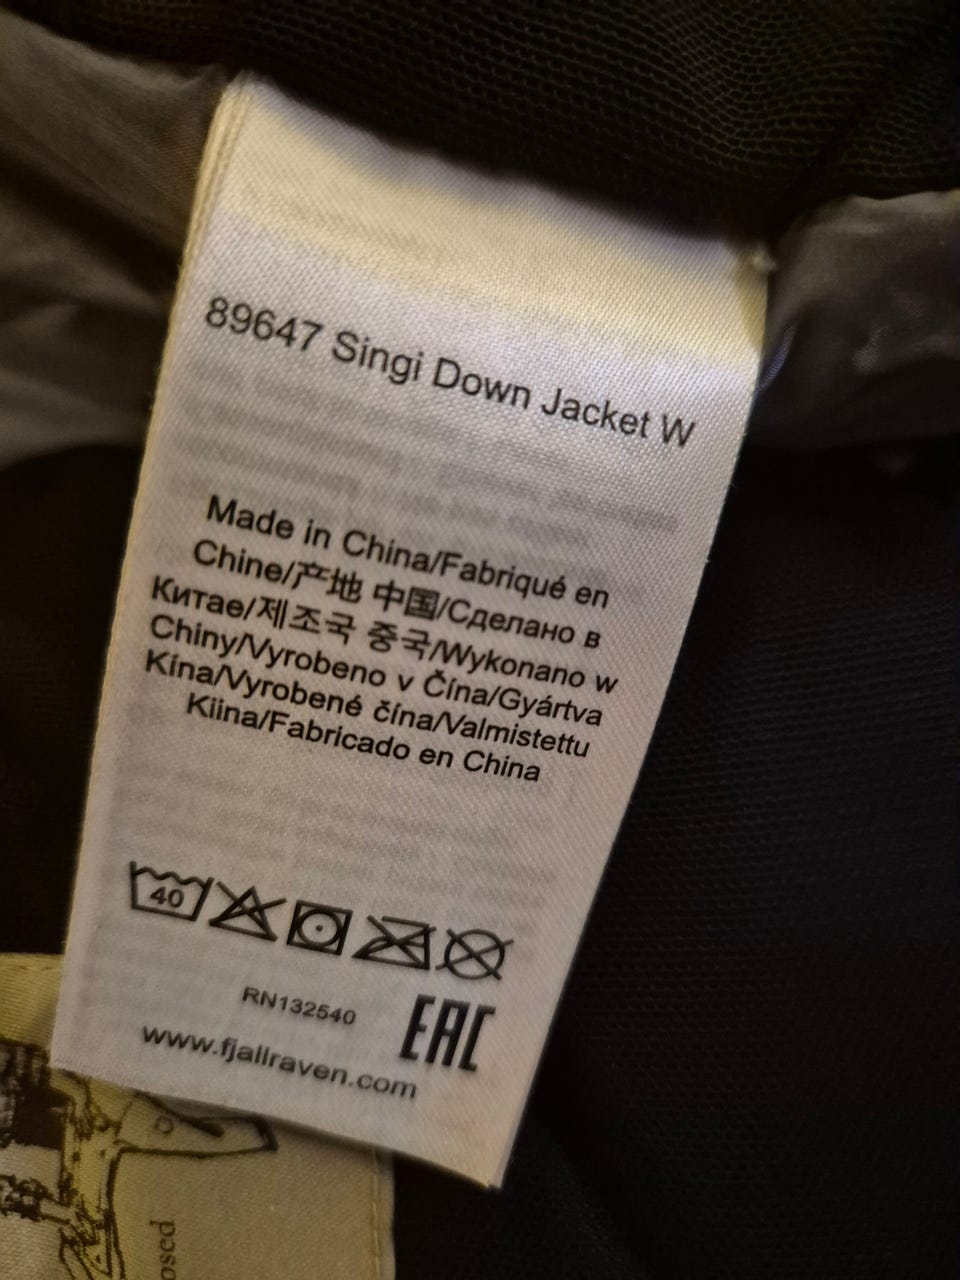 89647 Singi Down Jacket W
Made in China/Fabriqué en
Chine/产地 中国/Сделано в
Китае/제조국 중국/Wykonano w
Chiny/Vyrobeno v Čína/Gyártva
Kína/Vyrobené čína/Valmistettu
Kiina/Fabricado en China
40
RN132540
EAC
www.fjallraven.com